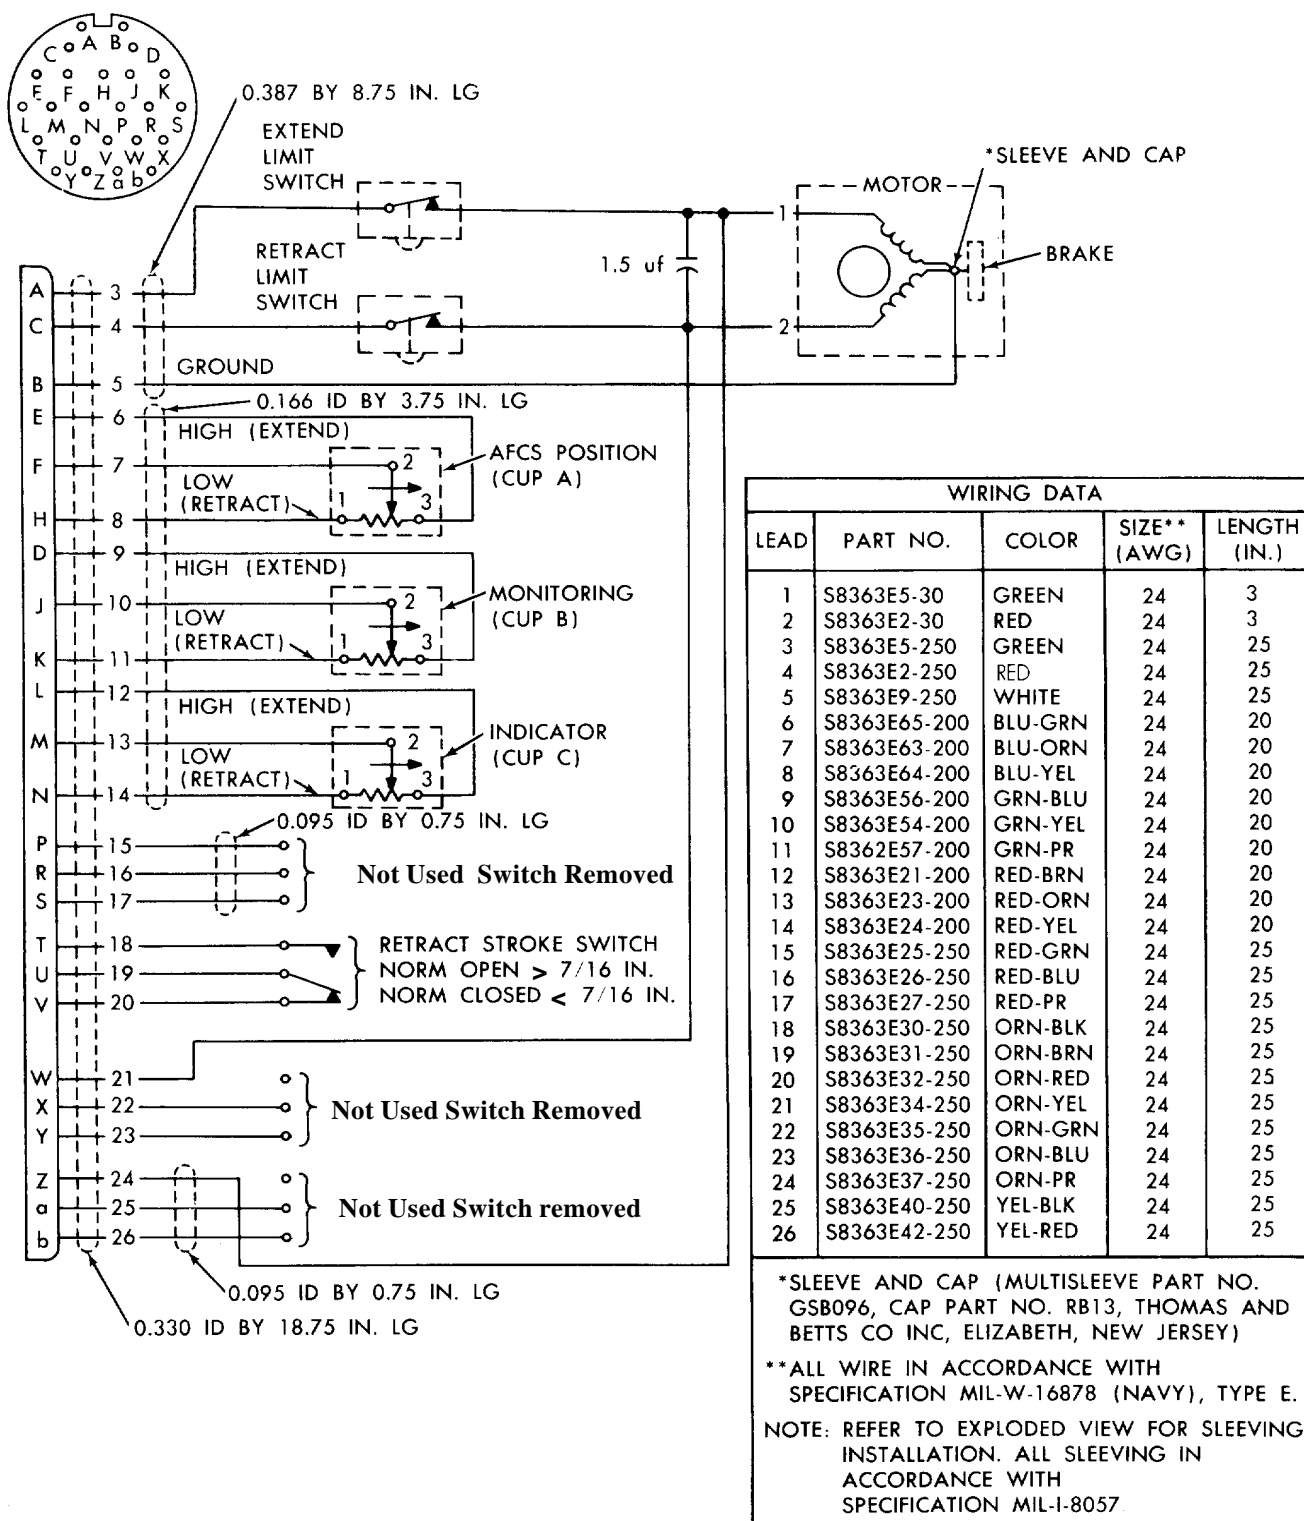 A B
C D
E F H J K
L M N P R S
T U V W X
Y Z a b
0.387 BY 8.75 IN. LG
EXTEND
LIMIT
SWITCH
*SLEEVE AND CAP
MOTOR
1
BRAKE
RETRACT
LIMIT
SWITCH
1.5 uf
A 3
C 4
2
GROUND
B 5
0.166 ID BY 3.75 IN. LG
E 6
HIGH (EXTEND)
AFCS POSITION
(CUP A)
F 7
2
LOW
(RETRACT)
1 3
H 8
D 9
HIGH (EXTEND)
MONITORING
(CUP B)
J 10
2
LOW
(RETRACT)
1 3
K 11
L 12
HIGH (EXTEND)
INDICATOR
(CUP C)
M 13
2
LOW
(RETRACT)
1 3
N 14
0.095 ID BY 0.75 IN. LG
P 15
R 16
S 17
Not Used Switch Removed
T 18
U 19
V 20
RETRACT STROKE SWITCH
NORM OPEN > 7/16 IN.
NORM CLOSED < 7/16 IN.
W 21
X 22
Y 23
Not Used Switch Removed
Z 24
a 25
b 26
Not Used Switch removed
0.095 ID BY 0.75 IN. LG
0.330 ID BY 18.75 IN. LG
WIRING DATA
LEAD PART NO. COLOR SIZE** (AWG) LENGTH (IN.)
1 S8363E5-30 GREEN 24 3
2 S8363E2-30 RED 24 3
3 S8363E5-250 GREEN 24 25
4 S8363E2-250 RED 24 25
5 S8363E9-250 WHITE 24 25
6 S8363E65-200 BLU-GRN 24 20
7 S8363E63-200 BLU-ORN 24 20
8 S8363E64-200 BLU-YEL 24 20
9 S8363E56-200 GRN-BLU 24 20
10 S8363E54-200 GRN-YEL 24 20
11 S8362E57-200 GRN-PR 24 20
12 S8363E21-200 RED-BRN 24 20
13 S8363E23-200 RED-ORN 24 20
14 S8363E24-200 RED-YEL 24 20
15 S8363E25-250 RED-GRN 24 25
16 S8363E26-250 RED-BLU 24 25
17 S8363E27-250 RED-PR 24 25
18 S8363E30-250 ORN-BLK 24 25
19 S8363E31-250 ORN-BRN 24 25
20 S8363E32-250 ORN-RED 24 25
21 S8363E34-250 ORN-YEL 24 25
22 S8363E35-250 ORN-GRN 24 25
23 S8363E36-250 ORN-BLU 24 25
24 S8363E37-250 ORN-PR 24 25
25 S8363E40-250 YEL-BLK 24 25
26 S8363E42-250 YEL-RED 24 25
*SLEEVE AND CAP (MULTISLEEVE PART NO.
GSB096, CAP PART NO. RB13, THOMAS AND
BETTS CO INC, ELIZABETH, NEW JERSEY)
**ALL WIRE IN ACCORDANCE WITH
SPECIFICATION MIL-W-16878 (NAVY), TYPE E.
NOTE: REFER TO EXPLODED VIEW FOR SLEEVING
INSTALLATION. ALL SLEEVING IN
ACCORDANCE WITH
SPECIFICATION MIL-I-8057